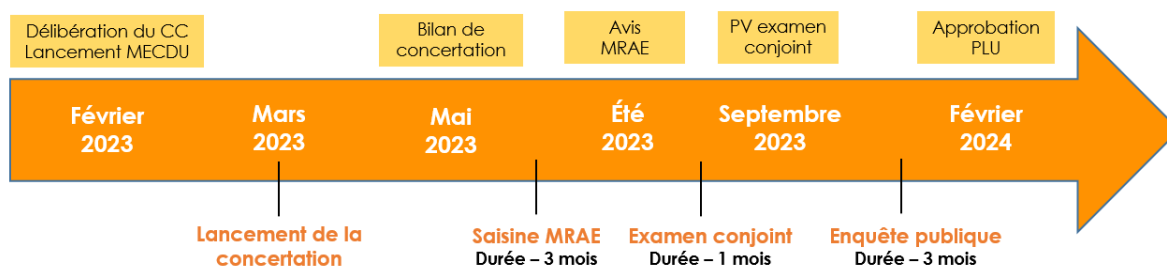 Délibération du CC
Lancement MECDU
Bilan de
concertation
Avis
MRAE
PV examen
conjoint
Approbation
PLU
Février
2023
Mars
2023
Mai
2023
Été
2023
Septembre
2023
Février
2024
Lancement de la
concertation
Saisine MRAE
Durée – 3 mois
Examen conjoint
Durée – 1 mois
Enquête publique
Durée – 3 mois